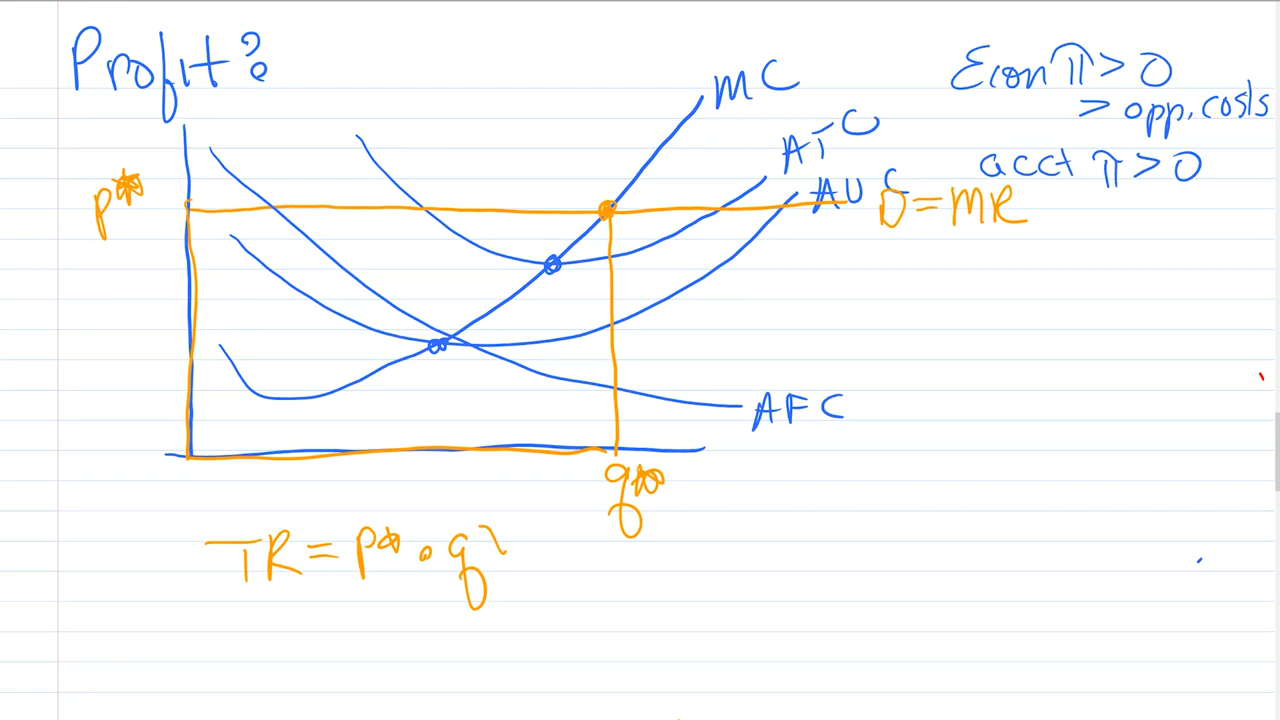 Profit?
Econ π > 0
> opp. costs
acct π > 0
MC
ATC
AVC
P*
D = MR
AFC
q*
TR = P* · q